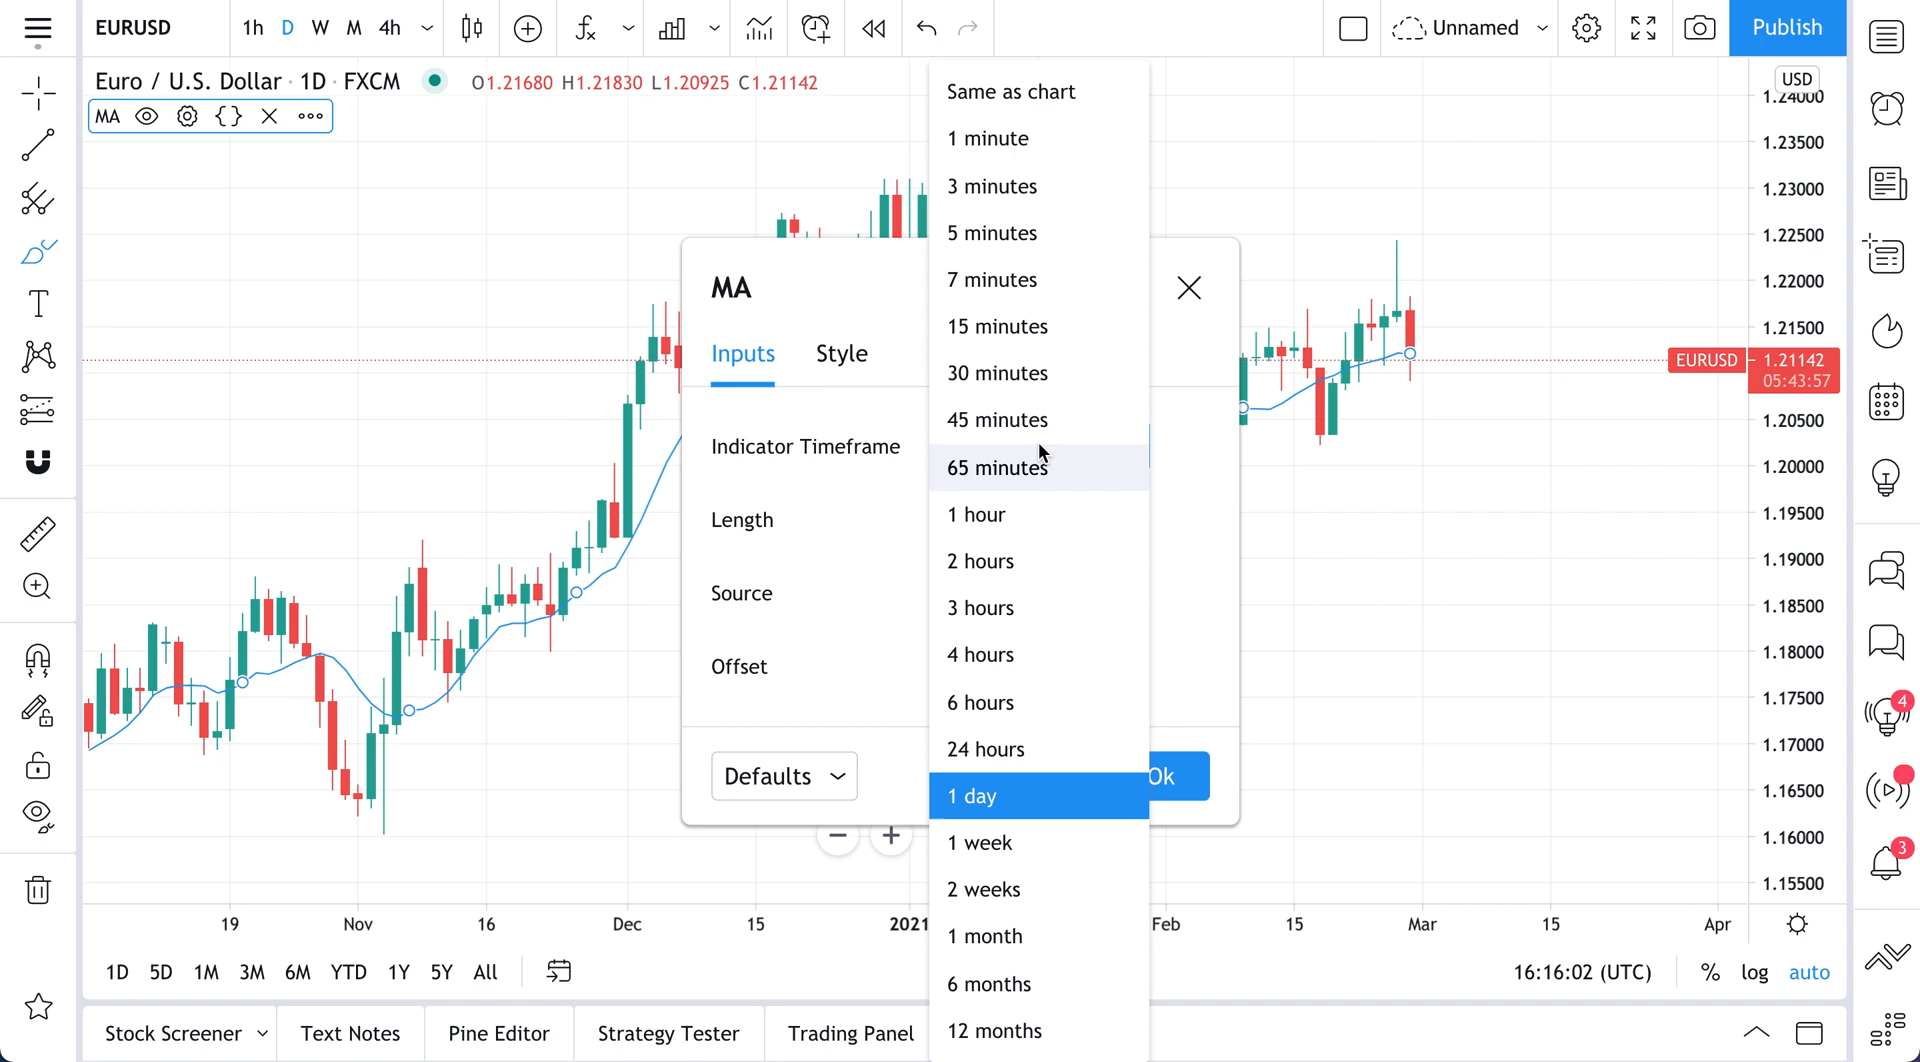 EURUSD 1h D W M 4h Unnamed Publish
Euro / U.S. Dollar · 1D · FXCM O1.21680 H1.21830 L1.20925 C1.21142
MA
USD
1.24000
1.23500
1.23000
1.22500
1.22000
1.21500
EURUSD 1.21142
05:43:57
1.20500
1.20000
1.19500
1.19000
1.18500
1.18000
1.17500
1.17000
1.16500
1.16000
1.15500
MA
Inputs Style
Indicator Timeframe
Length
Source
Offset
Defaults
Ok
Same as chart
1 minute
3 minutes
5 minutes
7 minutes
15 minutes
30 minutes
45 minutes
65 minutes
1 hour
2 hours
3 hours
4 hours
6 hours
24 hours
1 day
1 week
2 weeks
1 month
6 months
12 months
19 Nov 16 Dec 15 2021 Feb 15 Mar 15 Apr
1D 5D 1M 3M 6M YTD 1Y 5Y All 16:16:02 (UTC) % log auto
Stock Screener Text Notes Pine Editor Strategy Tester Trading Panel
4
3